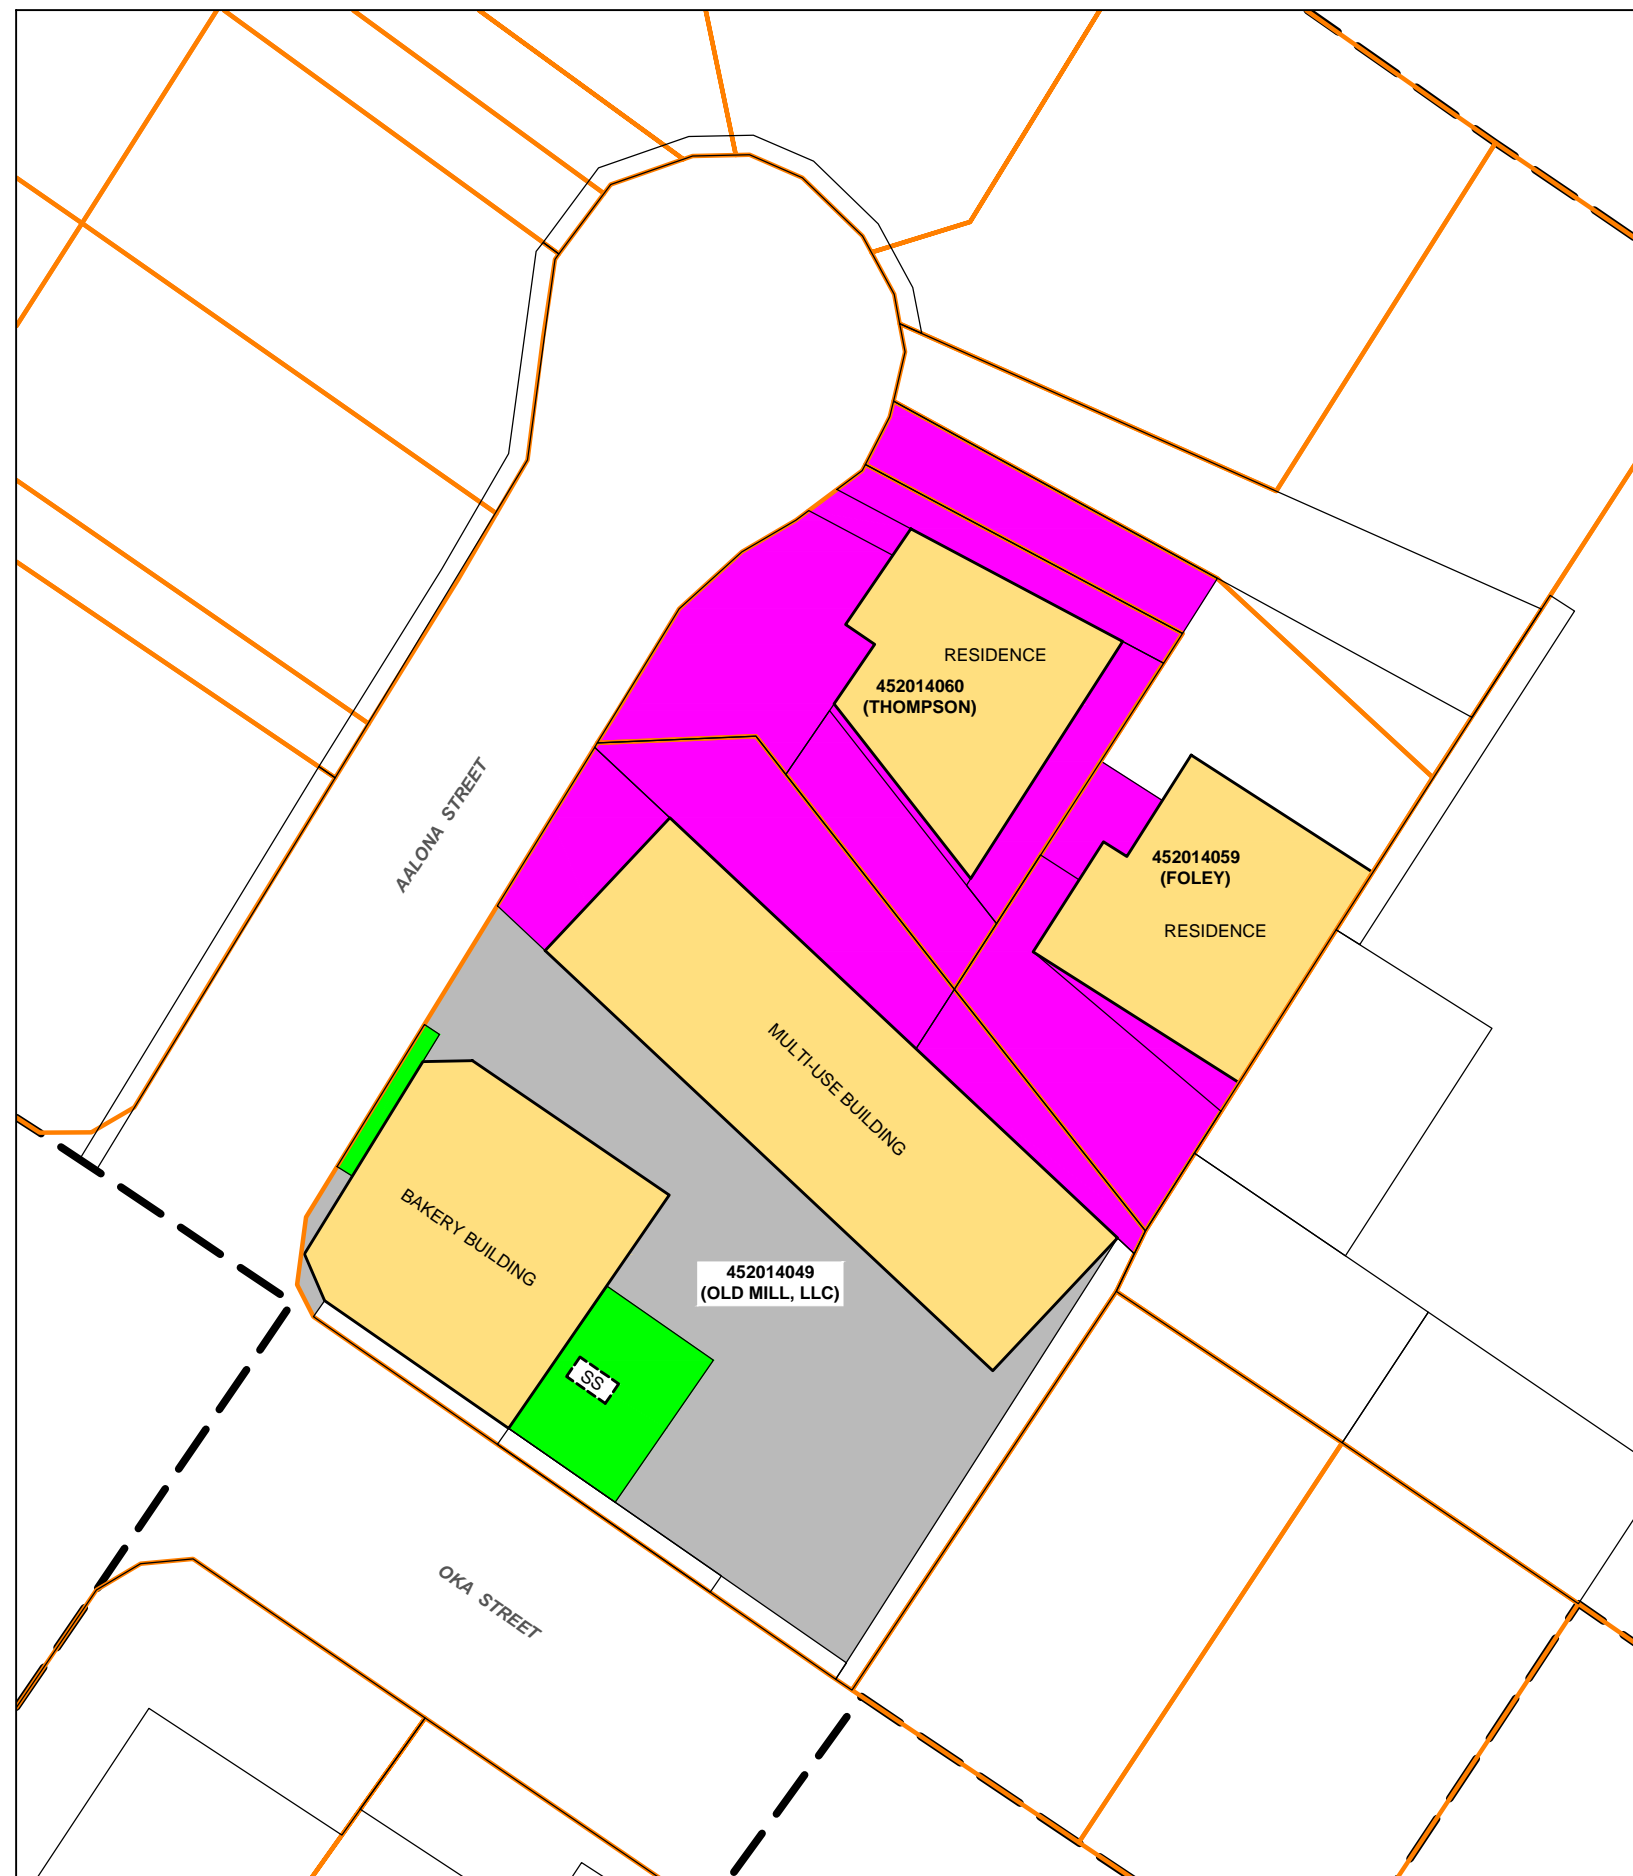 RESIDENCE
452014060
(THOMPSON)
AALONA STREET
452014059
(FOLEY)
RESIDENCE
MULTI-USE BUILDING
BAKERY BUILDING
452014049
(OLD MILL, LLC)
SS
OKA STREET